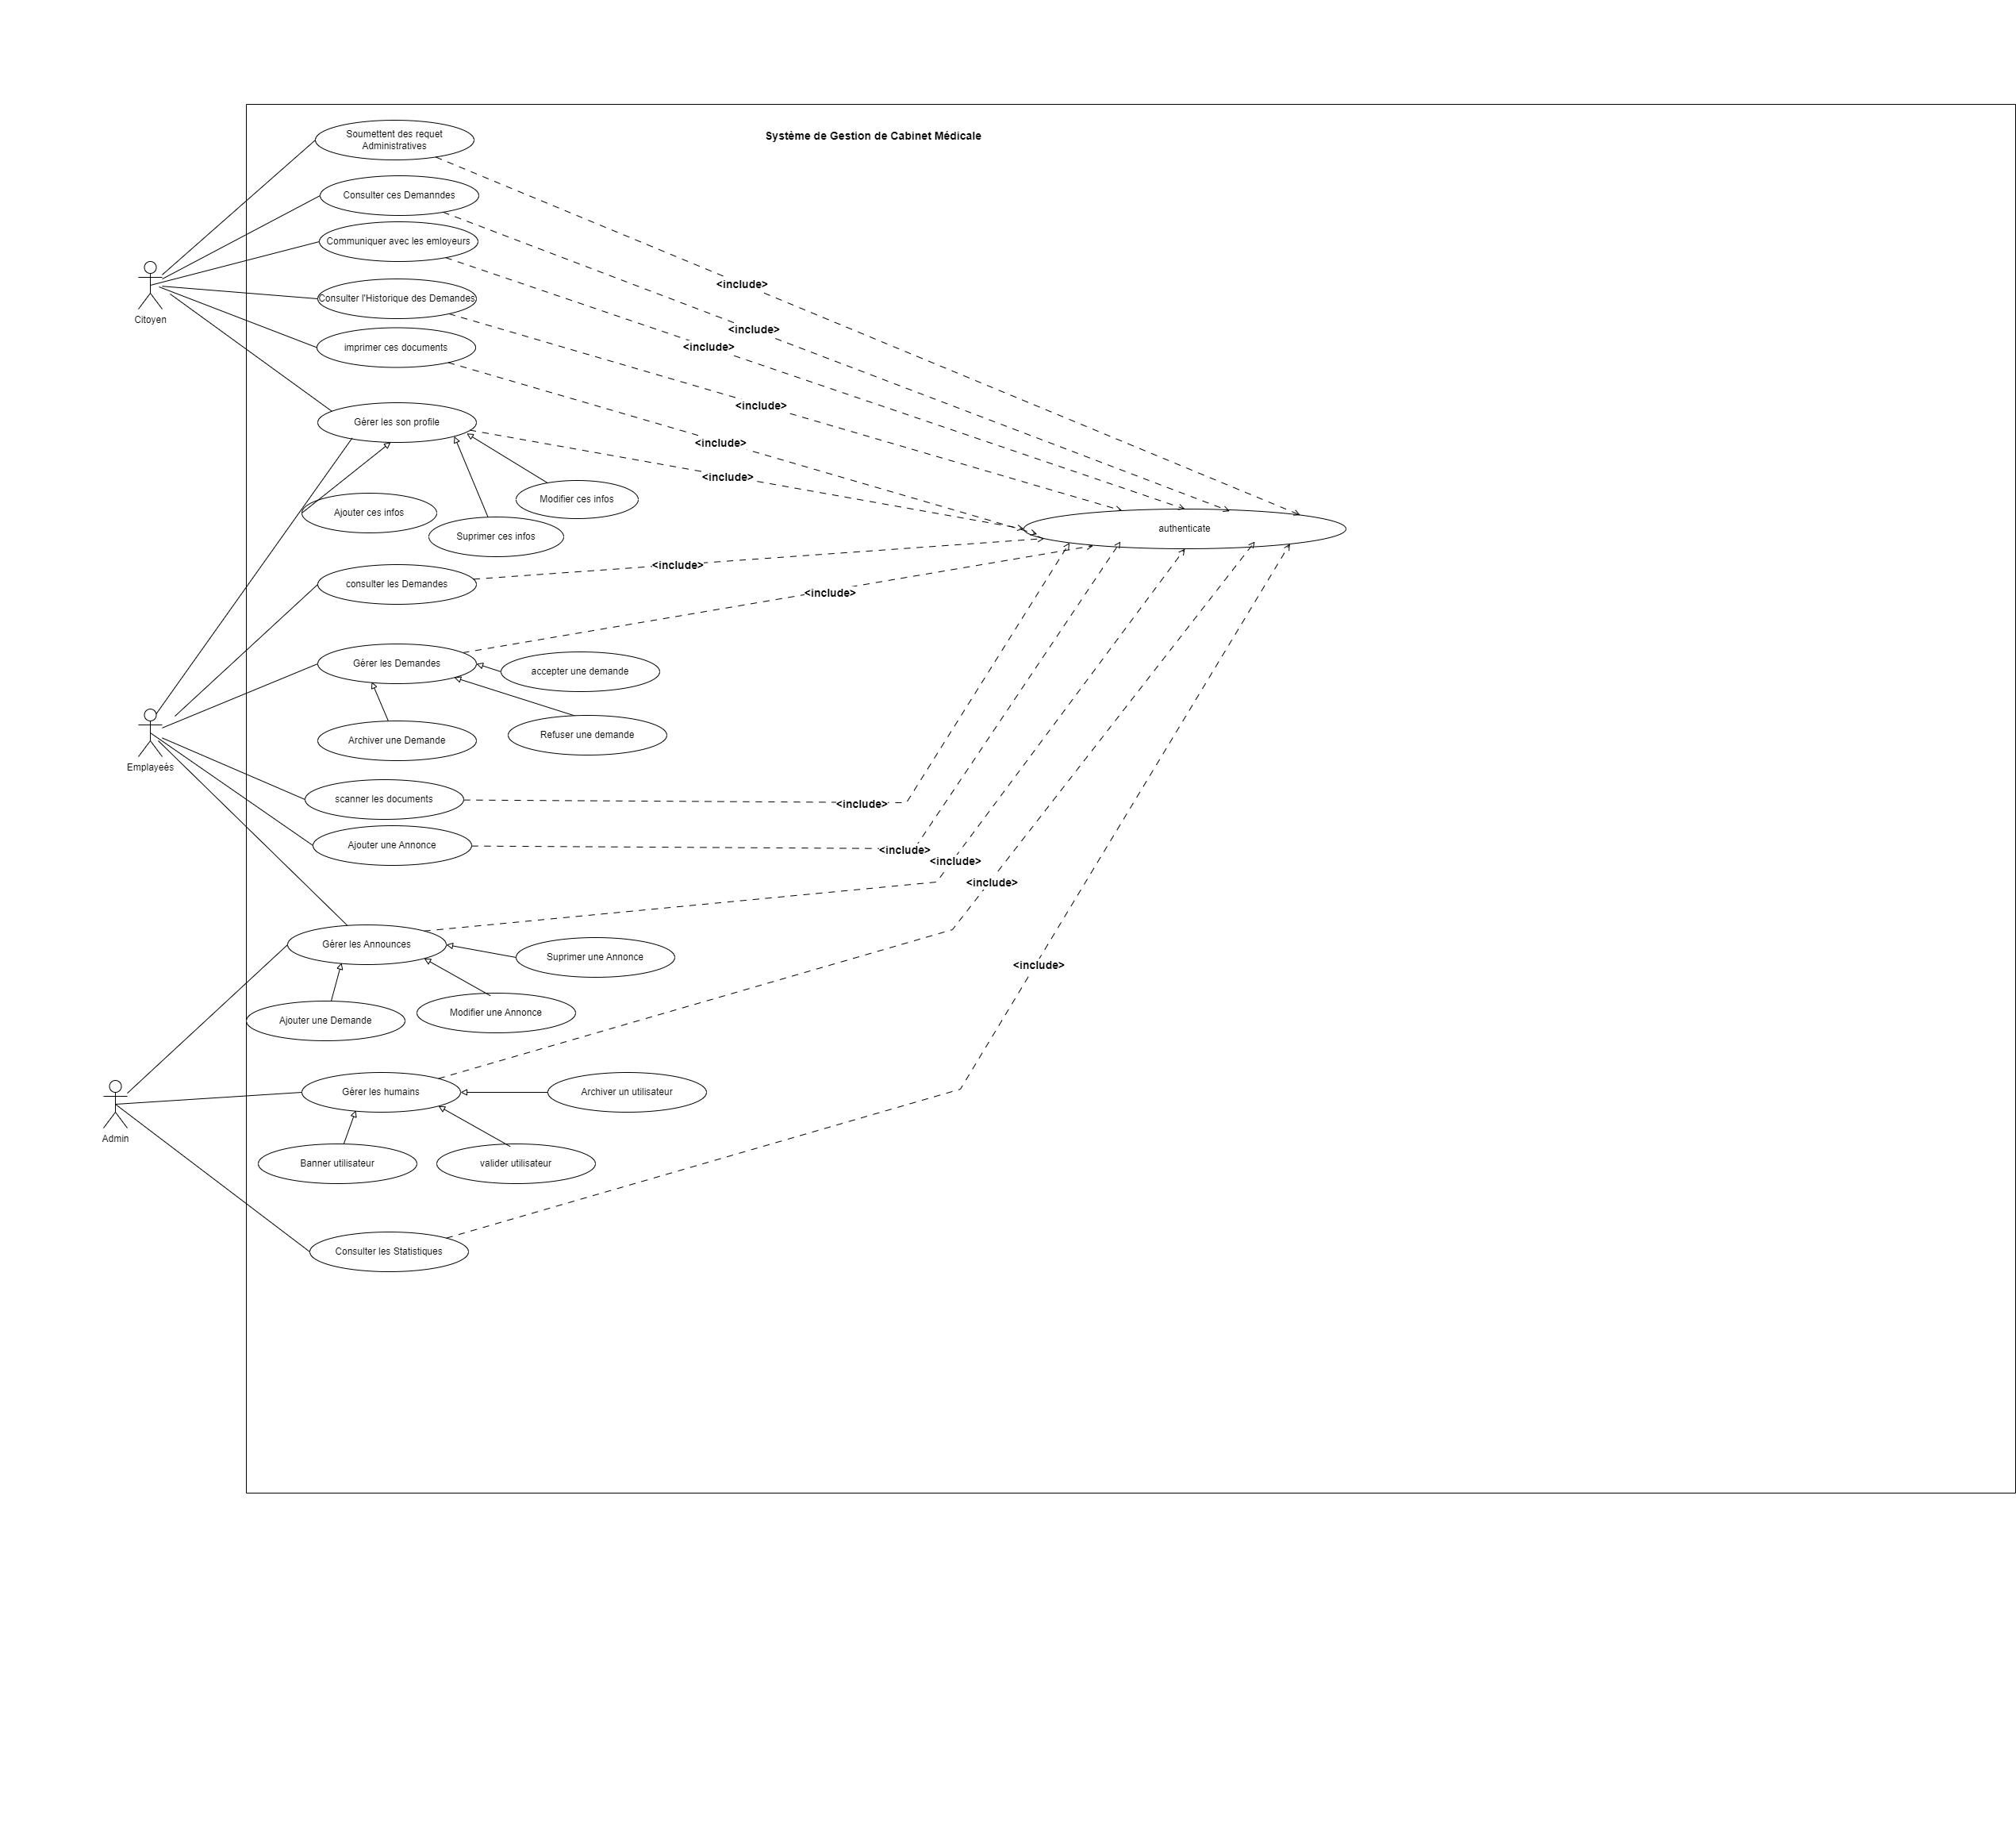 Système de Gestion de Cabinet Médicale
Soumettent des requet
Administratives
Consulter ces Demanndes
Communiquer avec les emloyeurs
<include>
Consulter l'Historique des Demandes
Citoyen
<include>
imprimer ces documents
<include>
<include>
Gérer les son profile
<include>
<include>
Modifier ces infos
Ajouter ces infos
authenticate
Suprimer ces infos
<include>
consulter les Demandes
<include>
Gérer les Demandes
accepter une demande
Refuser une demande
Archiver une Demande
Emplayeés
scanner les documents
<include>
Ajouter une Annonce
<include>
<include>
<include>
Gérer les Announces
Suprimer une Annonce
<include>
Modifier une Annonce
Ajouter une Demande
Gérer les humains
Archiver un utilisateur
Admin
Banner utilisateur
valider utilisateur
Consulter les Statistiques